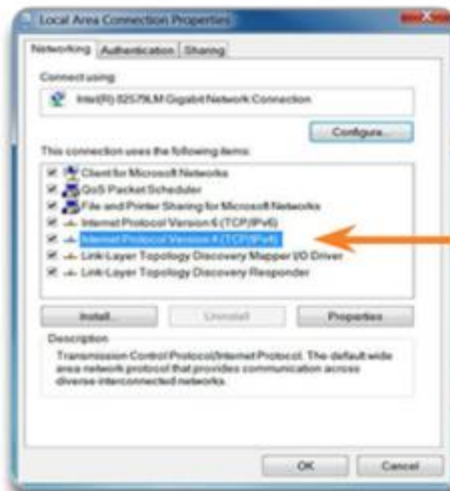 Local Area Connection Properties
Networking Authentication Sharing
Connect using:
Intel(R) 82579LM Gigabit Network Connection
Configure...
This connection uses the following items:
Client for Microsoft Networks
QoS Packet Scheduler
File and Printer Sharing for Microsoft Networks
Internet Protocol Version 6 (TCP/IPv6)
Internet Protocol Version 4 (TCP/IPv4)
Link-Layer Topology Discovery Mapper I/O Driver
Link-Layer Topology Discovery Responder
Install... Uninstall Properties
Description
Transmission Control Protocol/Internet Protocol. The default wide
area network protocol that provides communication across
diverse interconnected networks.
OK Cancel